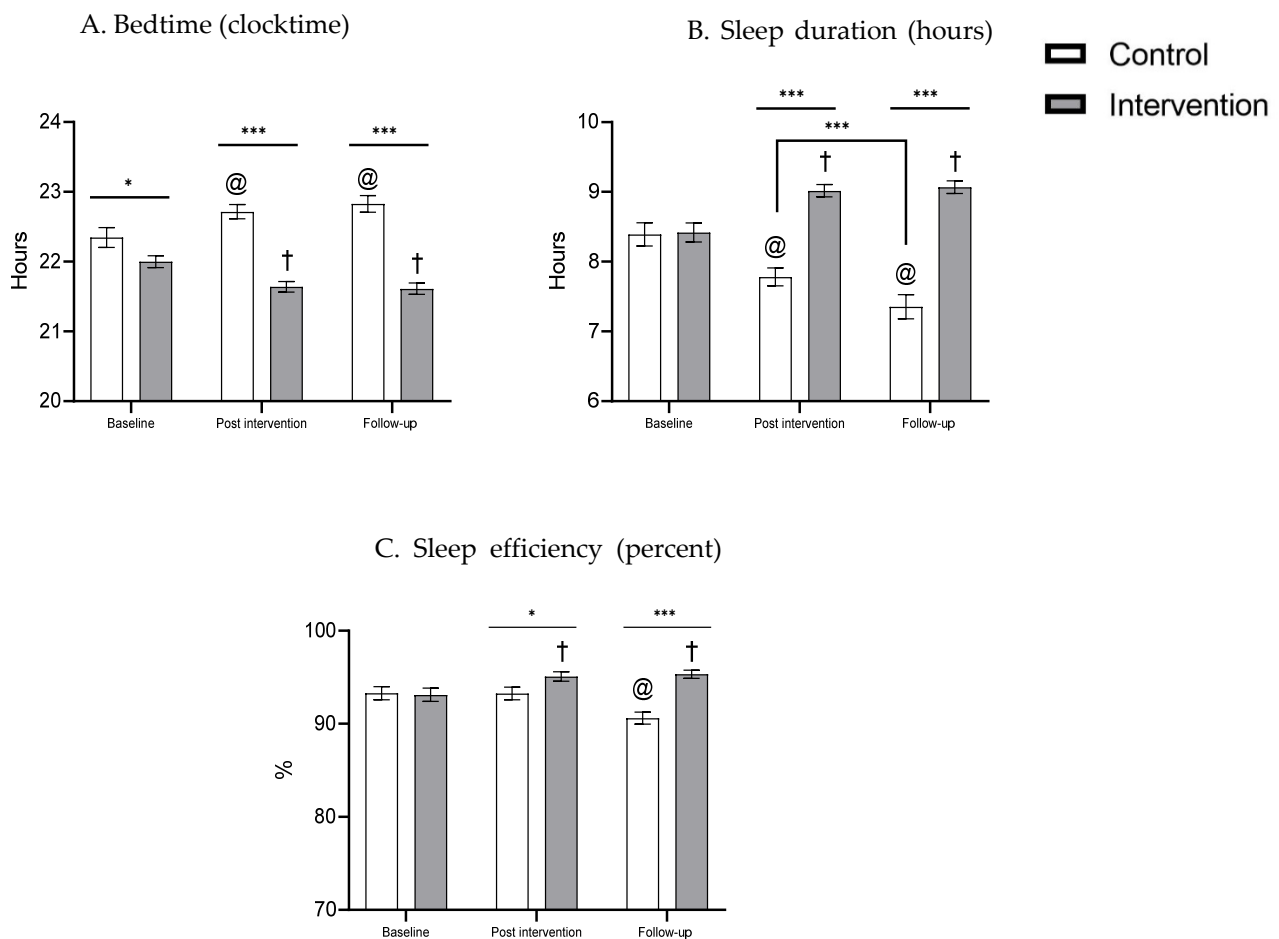 A. Bedtime (clocktime)
B. Sleep duration (hours)
Control
Intervention
24
23
22
21
20
Hours
*
***
***
@
@
†
†
Baseline
Post intervention
Follow-up
10
9
8
7
6
Hours
***
***
***
†
†
@
@
Baseline
Post intervention
Follow-up
C. Sleep efficiency (percent)
100
90
80
70
%
*
***
†
†
@
Baseline
Post intervention
Follow-up